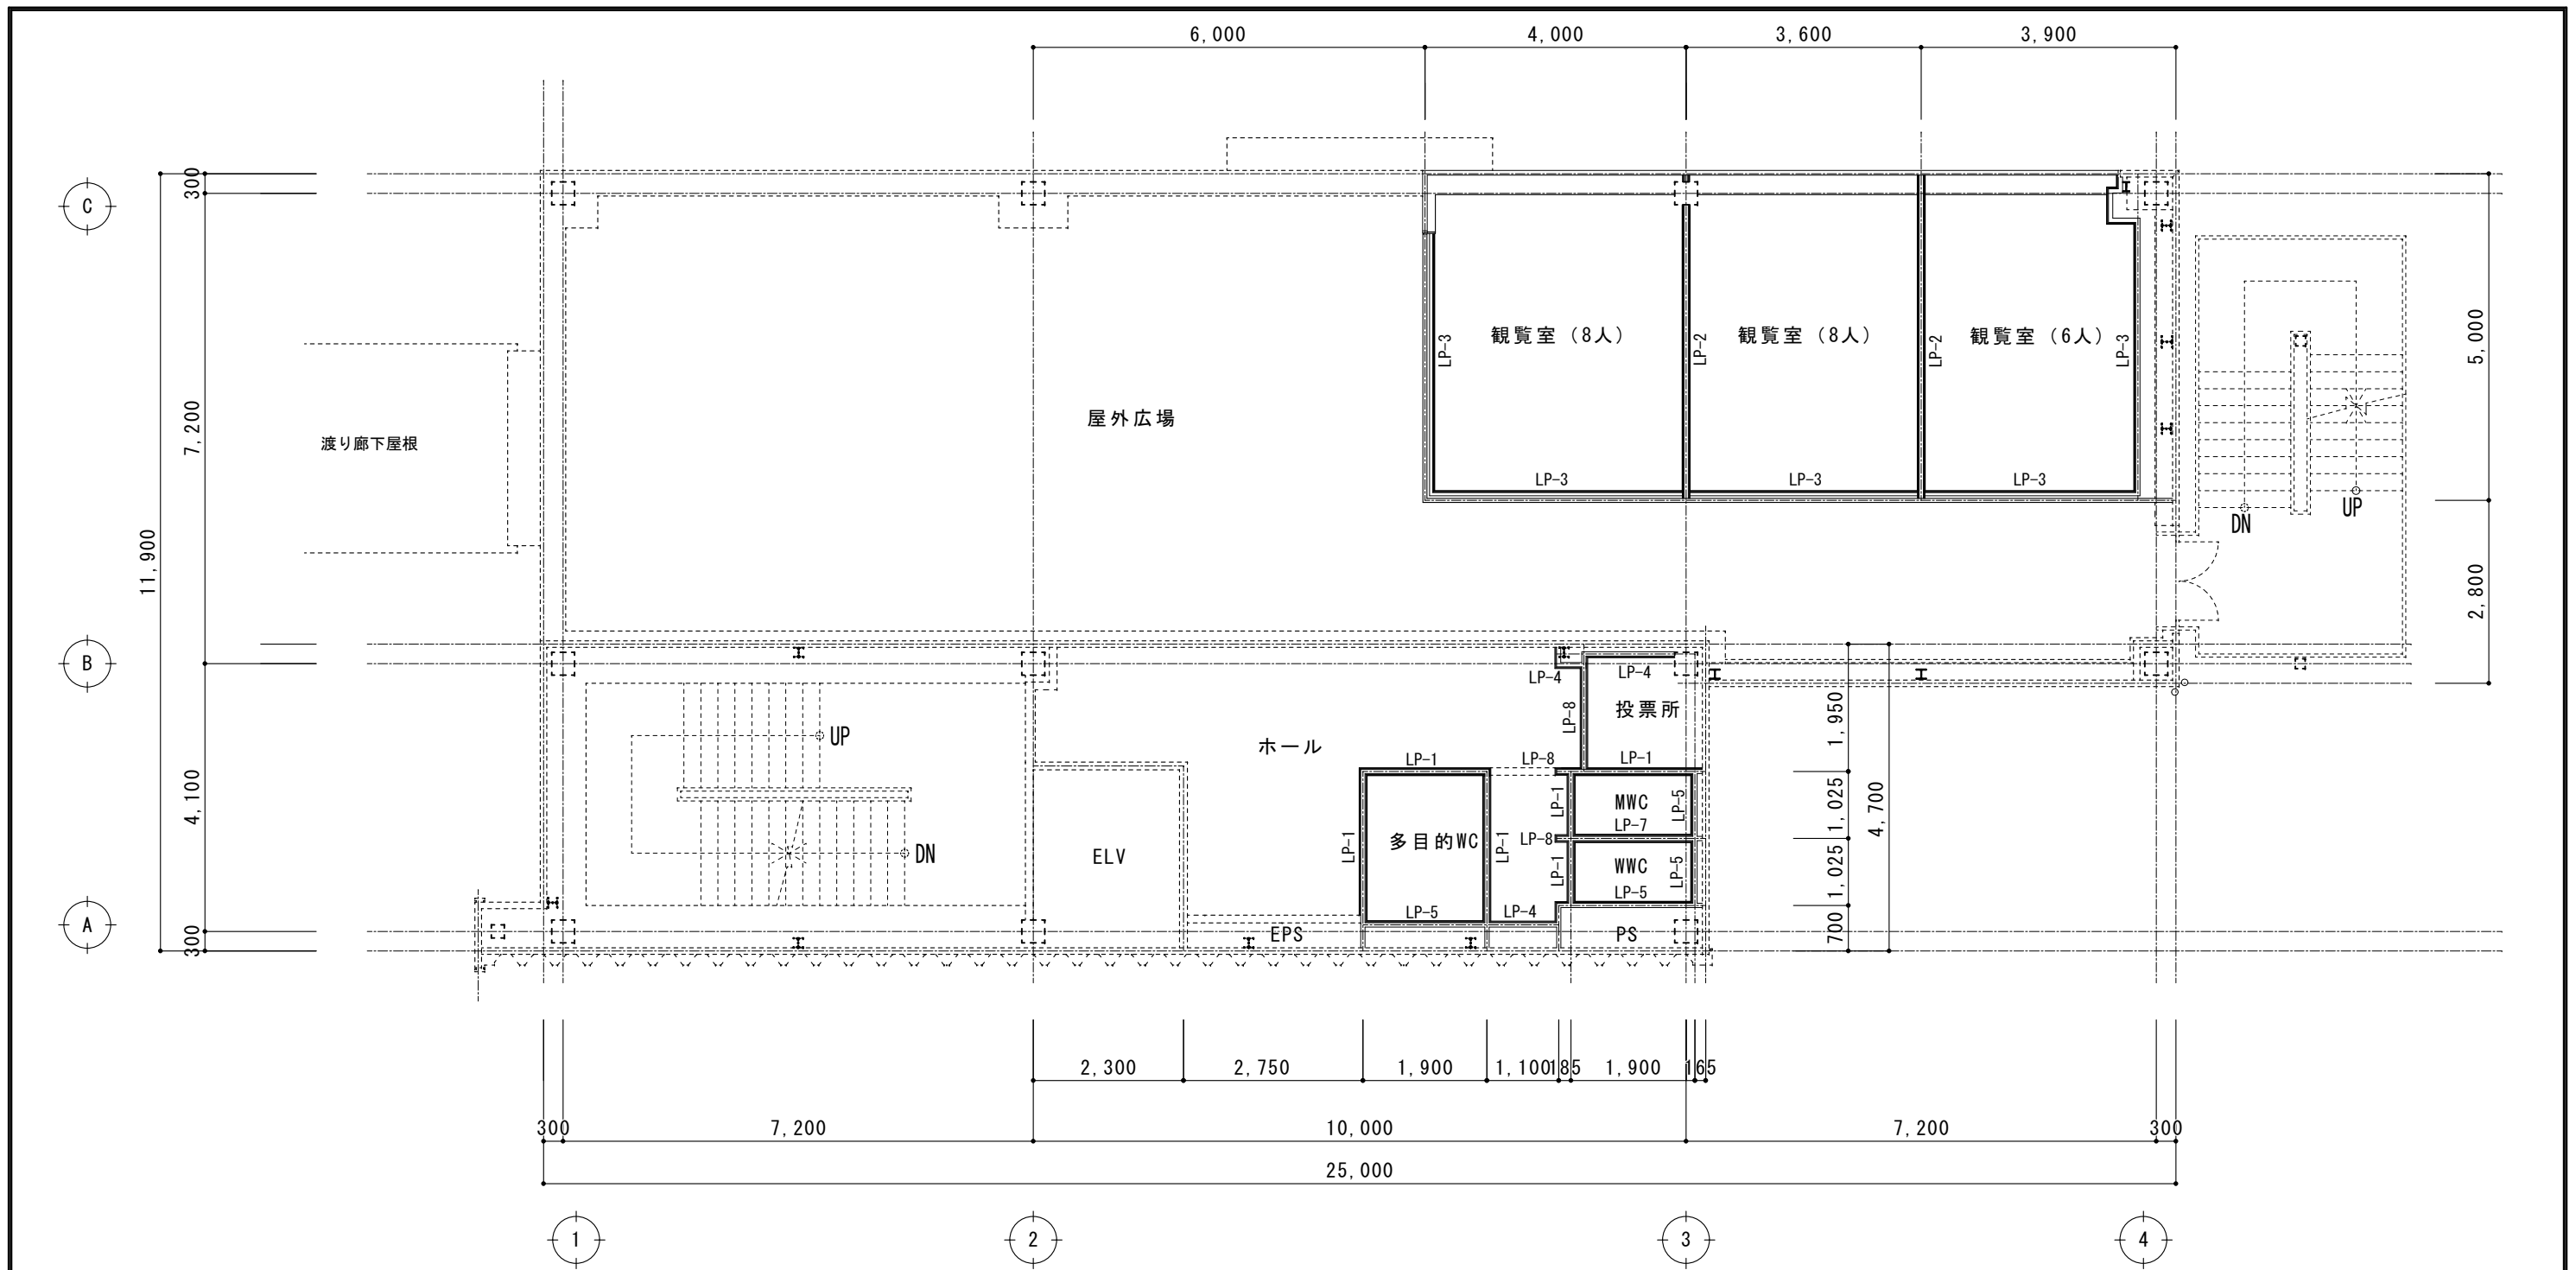 6,000
4,000
3,600
3,900
C
300
7,200
11,900
渡り廊下屋根
屋外広場
観覧室 (8人)
観覧室 (8人)
観覧室 (6人)
LP-3
LP-2
LP-2
LP-3
LP-3
LP-3
LP-3
DN
UP
5,000
2,800
B
UP
DN
ホール
ELV
EPS
LP-4
LP-4
LP-8
投票所
LP-1
LP-8
LP-1
LP-1
多目的WC
LP-1
LP-5
LP-4
LP-1
MWC
LP-5
LP-7
LP-8
LP-1
WWC
LP-5
LP-5
PS
1,950
1,025
1,025
700
4,700
4,100
A
300
2,300
2,750
1,900
1,100
185
1,900
165
300
7,200
10,000
7,200
300
25,000
1
2
3
4